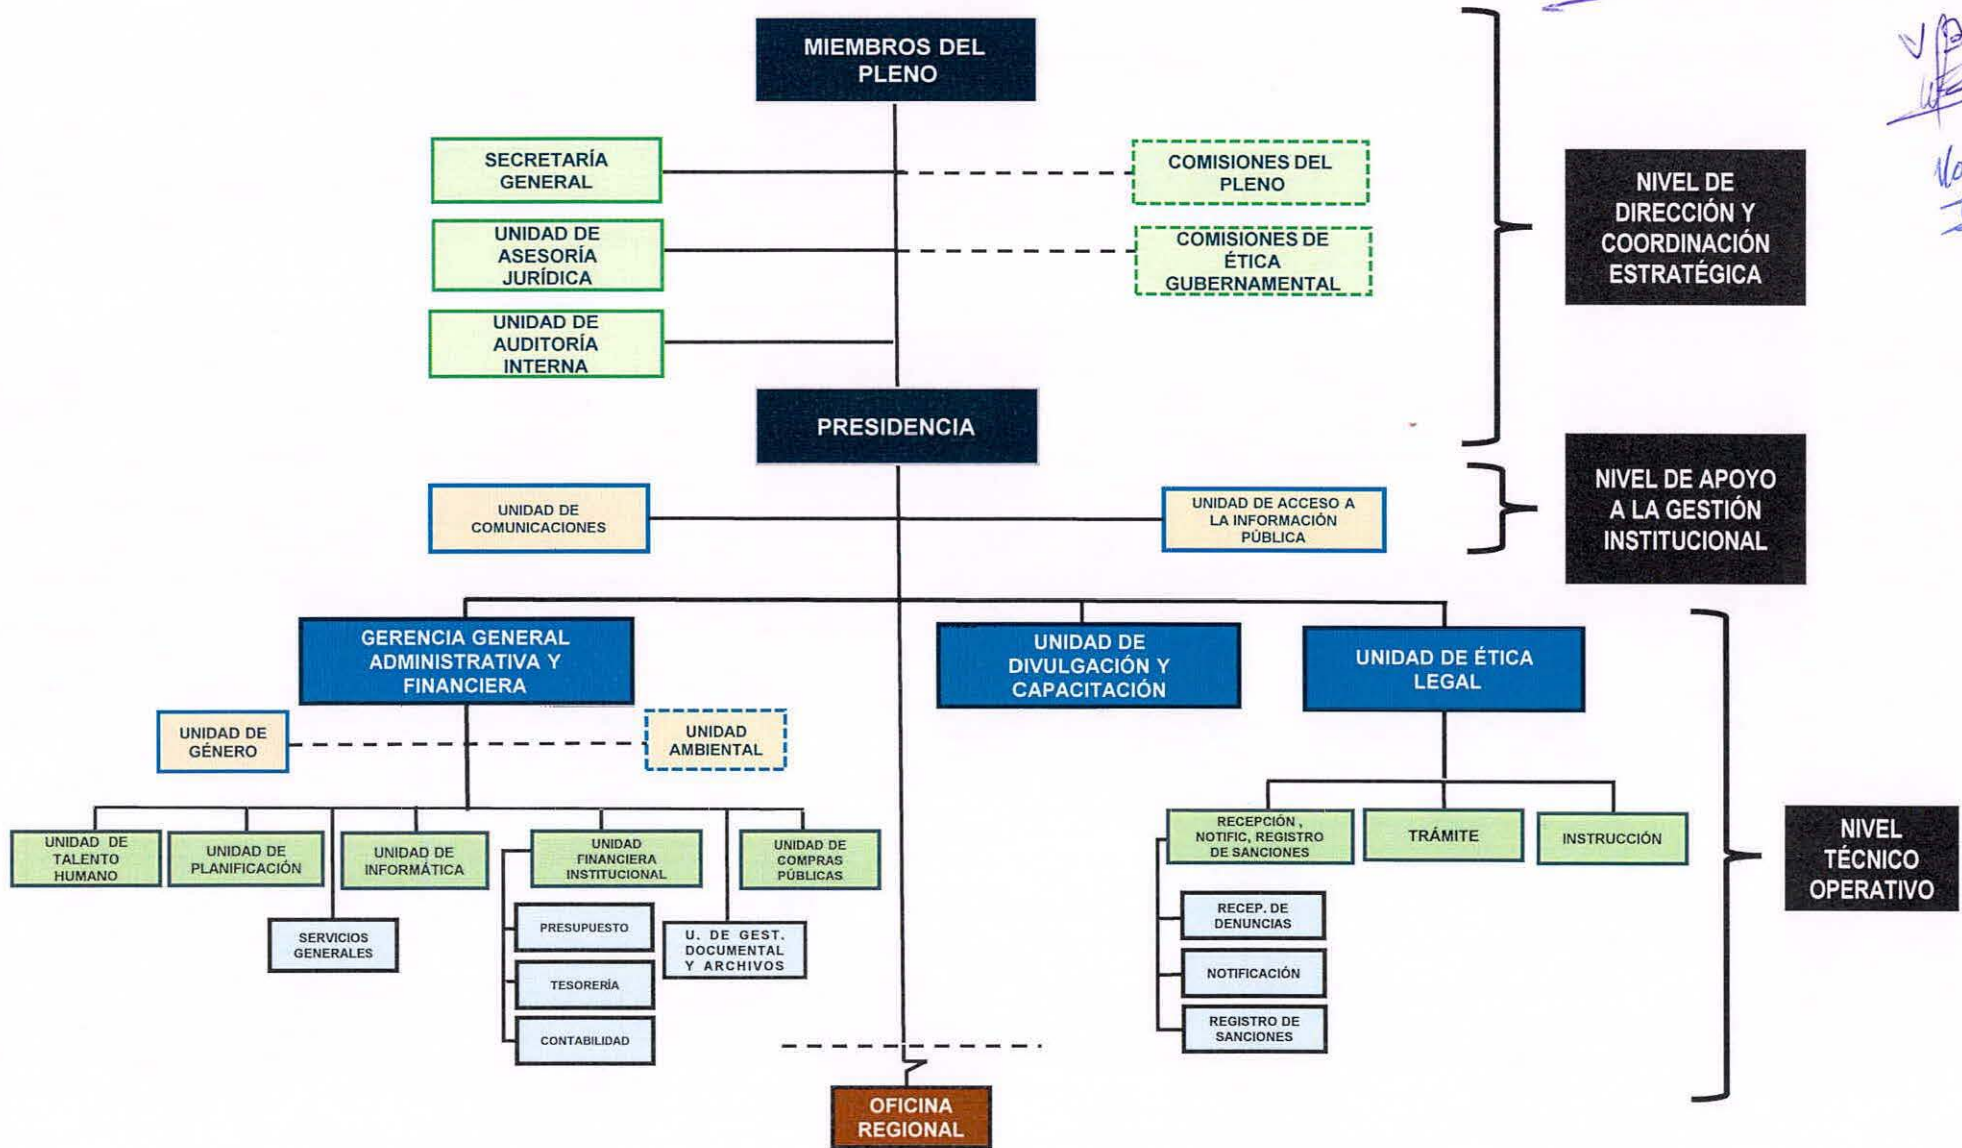 MIEMBROS DEL
PLENO
SECRETARÍA
GENERAL
COMISIONES DEL
PLENO
UNIDAD DE
ASESORÍA
JURÍDICA
COMISIONES DE
ÉTICA
GUBERNAMENTAL
UNIDAD DE
AUDITORÍA
INTERNA
NIVEL DE
DIRECCIÓN Y
COORDINACIÓN
ESTRATÉGICA
PRESIDENCIA
UNIDAD DE
COMUNICACIONES
UNIDAD DE ACCESO A
LA INFORMACIÓN
PÚBLICA
NIVEL DE APOYO
A LA GESTIÓN
INSTITUCIONAL
GERENCIA GENERAL
ADMINISTRATIVA Y
FINANCIERA
UNIDAD DE
DIVULGACIÓN Y
CAPACITACIÓN
UNIDAD DE ÉTICA
LEGAL
UNIDAD DE
GÉNERO
UNIDAD
AMBIENTAL
UNIDAD DE
TALENTO
HUMANO
UNIDAD DE
PLANIFICACIÓN
UNIDAD DE
INFORMÁTICA
UNIDAD
FINANCIERA
INSTITUCIONAL
UNIDAD DE
COMPRAS
PÚBLICAS
RECEPCIÓN ,
NOTIFIC, REGISTRO
DE SANCIONES
TRÁMITE
INSTRUCCIÓN
NIVEL
TÉCNICO
OPERATIVO
SERVICIOS
GENERALES
PRESUPUESTO
TESORERÍA
CONTABILIDAD
U. DE GEST.
DOCUMENTAL
Y ARCHIVOS
RECEP. DE
DENUNCIAS
NOTIFICACIÓN
REGISTRO DE
SANCIONES
OFICINA
REGIONAL